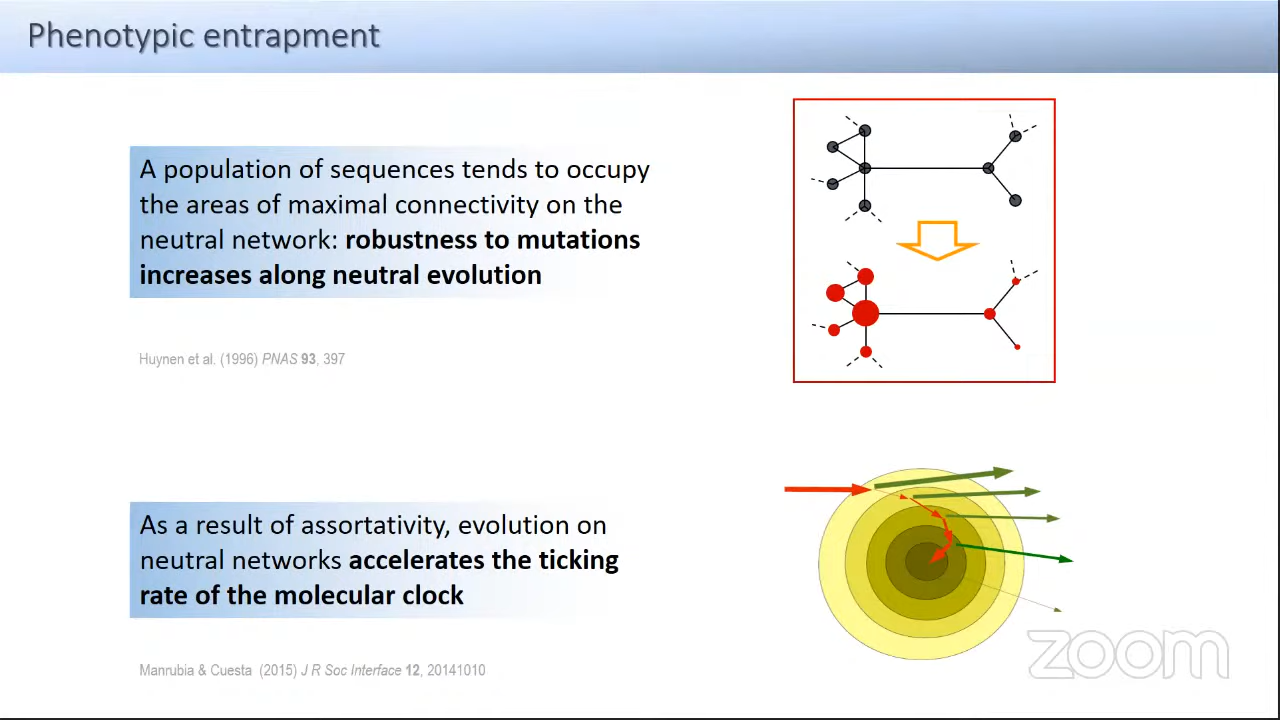 Phenotypic entrapment
A population of sequences tends to occupy
the areas of maximal connectivity on the
neutral network: robustness to mutations
increases along neutral evolution
Huynen et al. (1996) PNAS 93, 397
As a result of assortativity, evolution on
neutral networks accelerates the ticking
rate of the molecular clock
Manrubia & Cuesta (2015) J R Soc Interface 12, 20141010
zoom